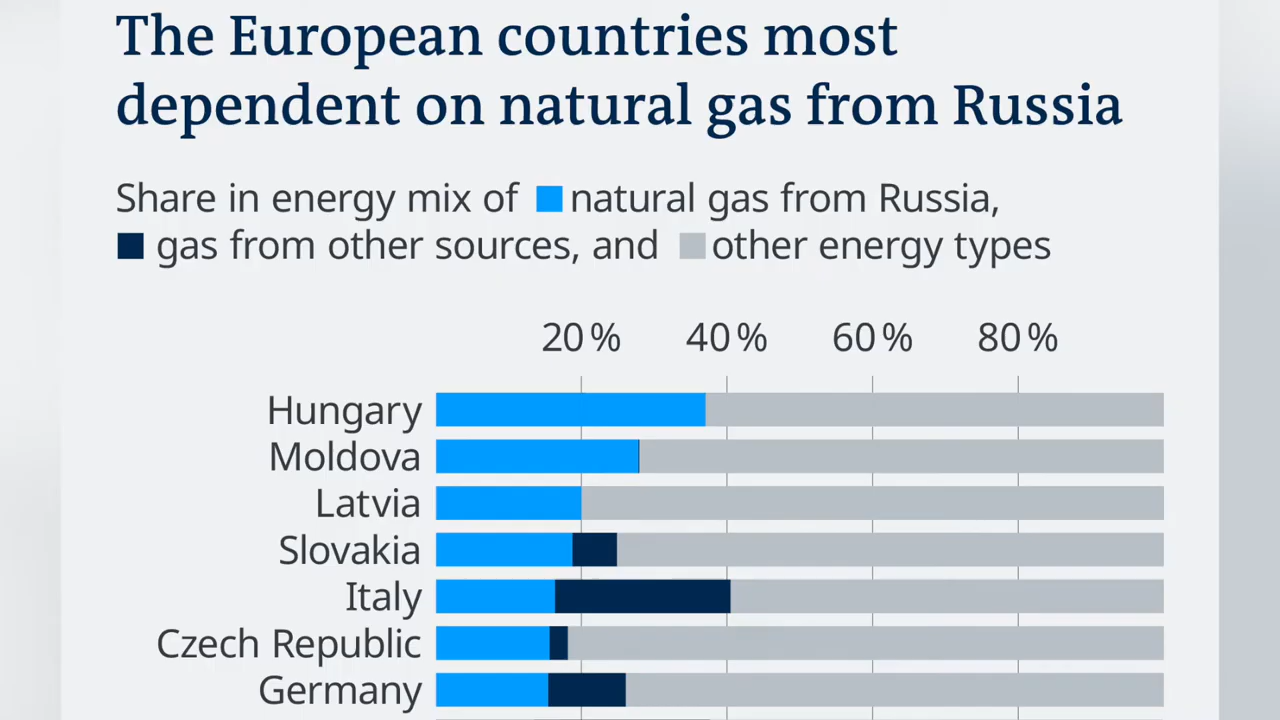 The European countries most
dependent on natural gas from Russia
Share in energy mix of natural gas from Russia,
gas from other sources, and other energy types
20% 40% 60% 80%
Hungary
Moldova
Latvia
Slovakia
Italy
Czech Republic
Germany